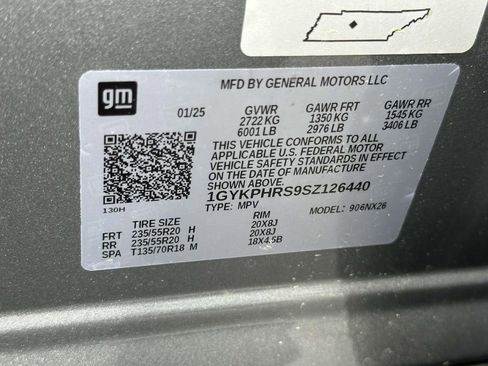 gm
MFD BY GENERAL MOTORS LLC
01/25 GVWR GAWR FRT GAWR RR
2722 KG 1350 KG 1545 KG
6001 LB 2976 LB 3406 LB
THIS VEHICLE CONFORMS TO ALL
APPLICABLE U.S. FEDERAL MOTOR
VEHICLE SAFETY STANDARDS IN EFFECT
ON THE DATE OF MANUFACTURE
SHOWN ABOVE.
1GYKPHRS9SZ126440
130H TYPE: MPV MODEL: 906NX26
TIRE SIZE RIM
FRT 235/55R20 H 20X8J
RR 235/55R20 H 20X8J
SPA T135/70R18 M 18X4.5B